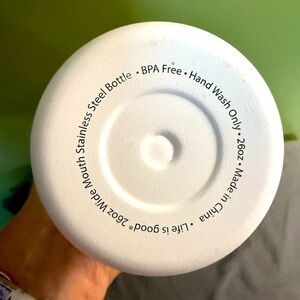 Life is good® 26oz Wide Mouth Stainless Steel Bottle • BPA Free • Hand Wash Only • 26oz • Made in China •